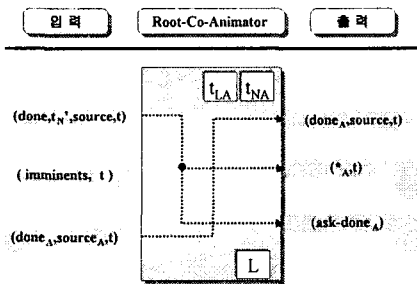 입 력 Root-Co-Animator 출 력
t_LA t_NA
(done,t_N',source,t) (done_A,source,t)
(imminents, t) (*_A,t)
(done_A,source_A,t) (ask-done_A)
L